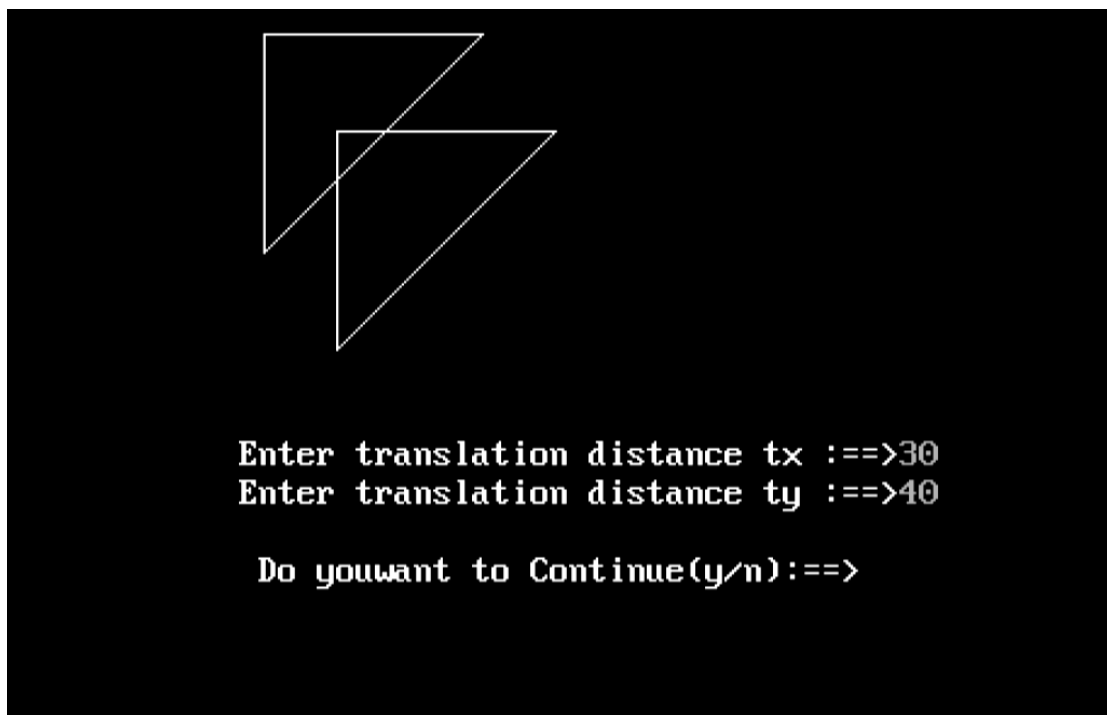 Enter translation distance tx :==>30
Enter translation distance ty :==>40
Do youwant to Continue(y/n):==>